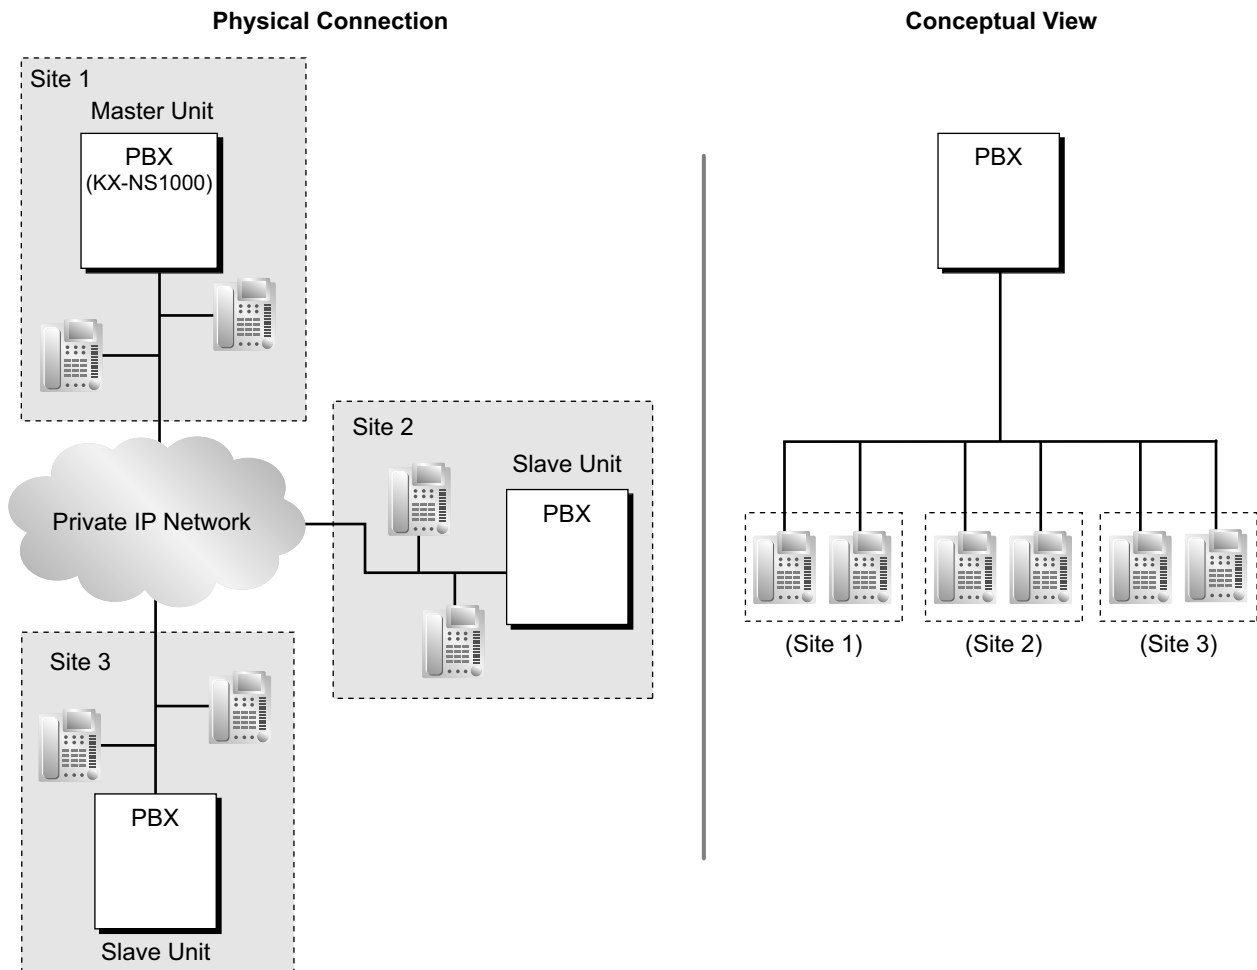 Physical Connection
Site 1
Master Unit
PBX
(KX-NS1000)
Private IP Network
Site 2
Slave Unit
PBX
Site 3
PBX
Slave Unit
Conceptual View
PBX
(Site 1)
(Site 2)
(Site 3)